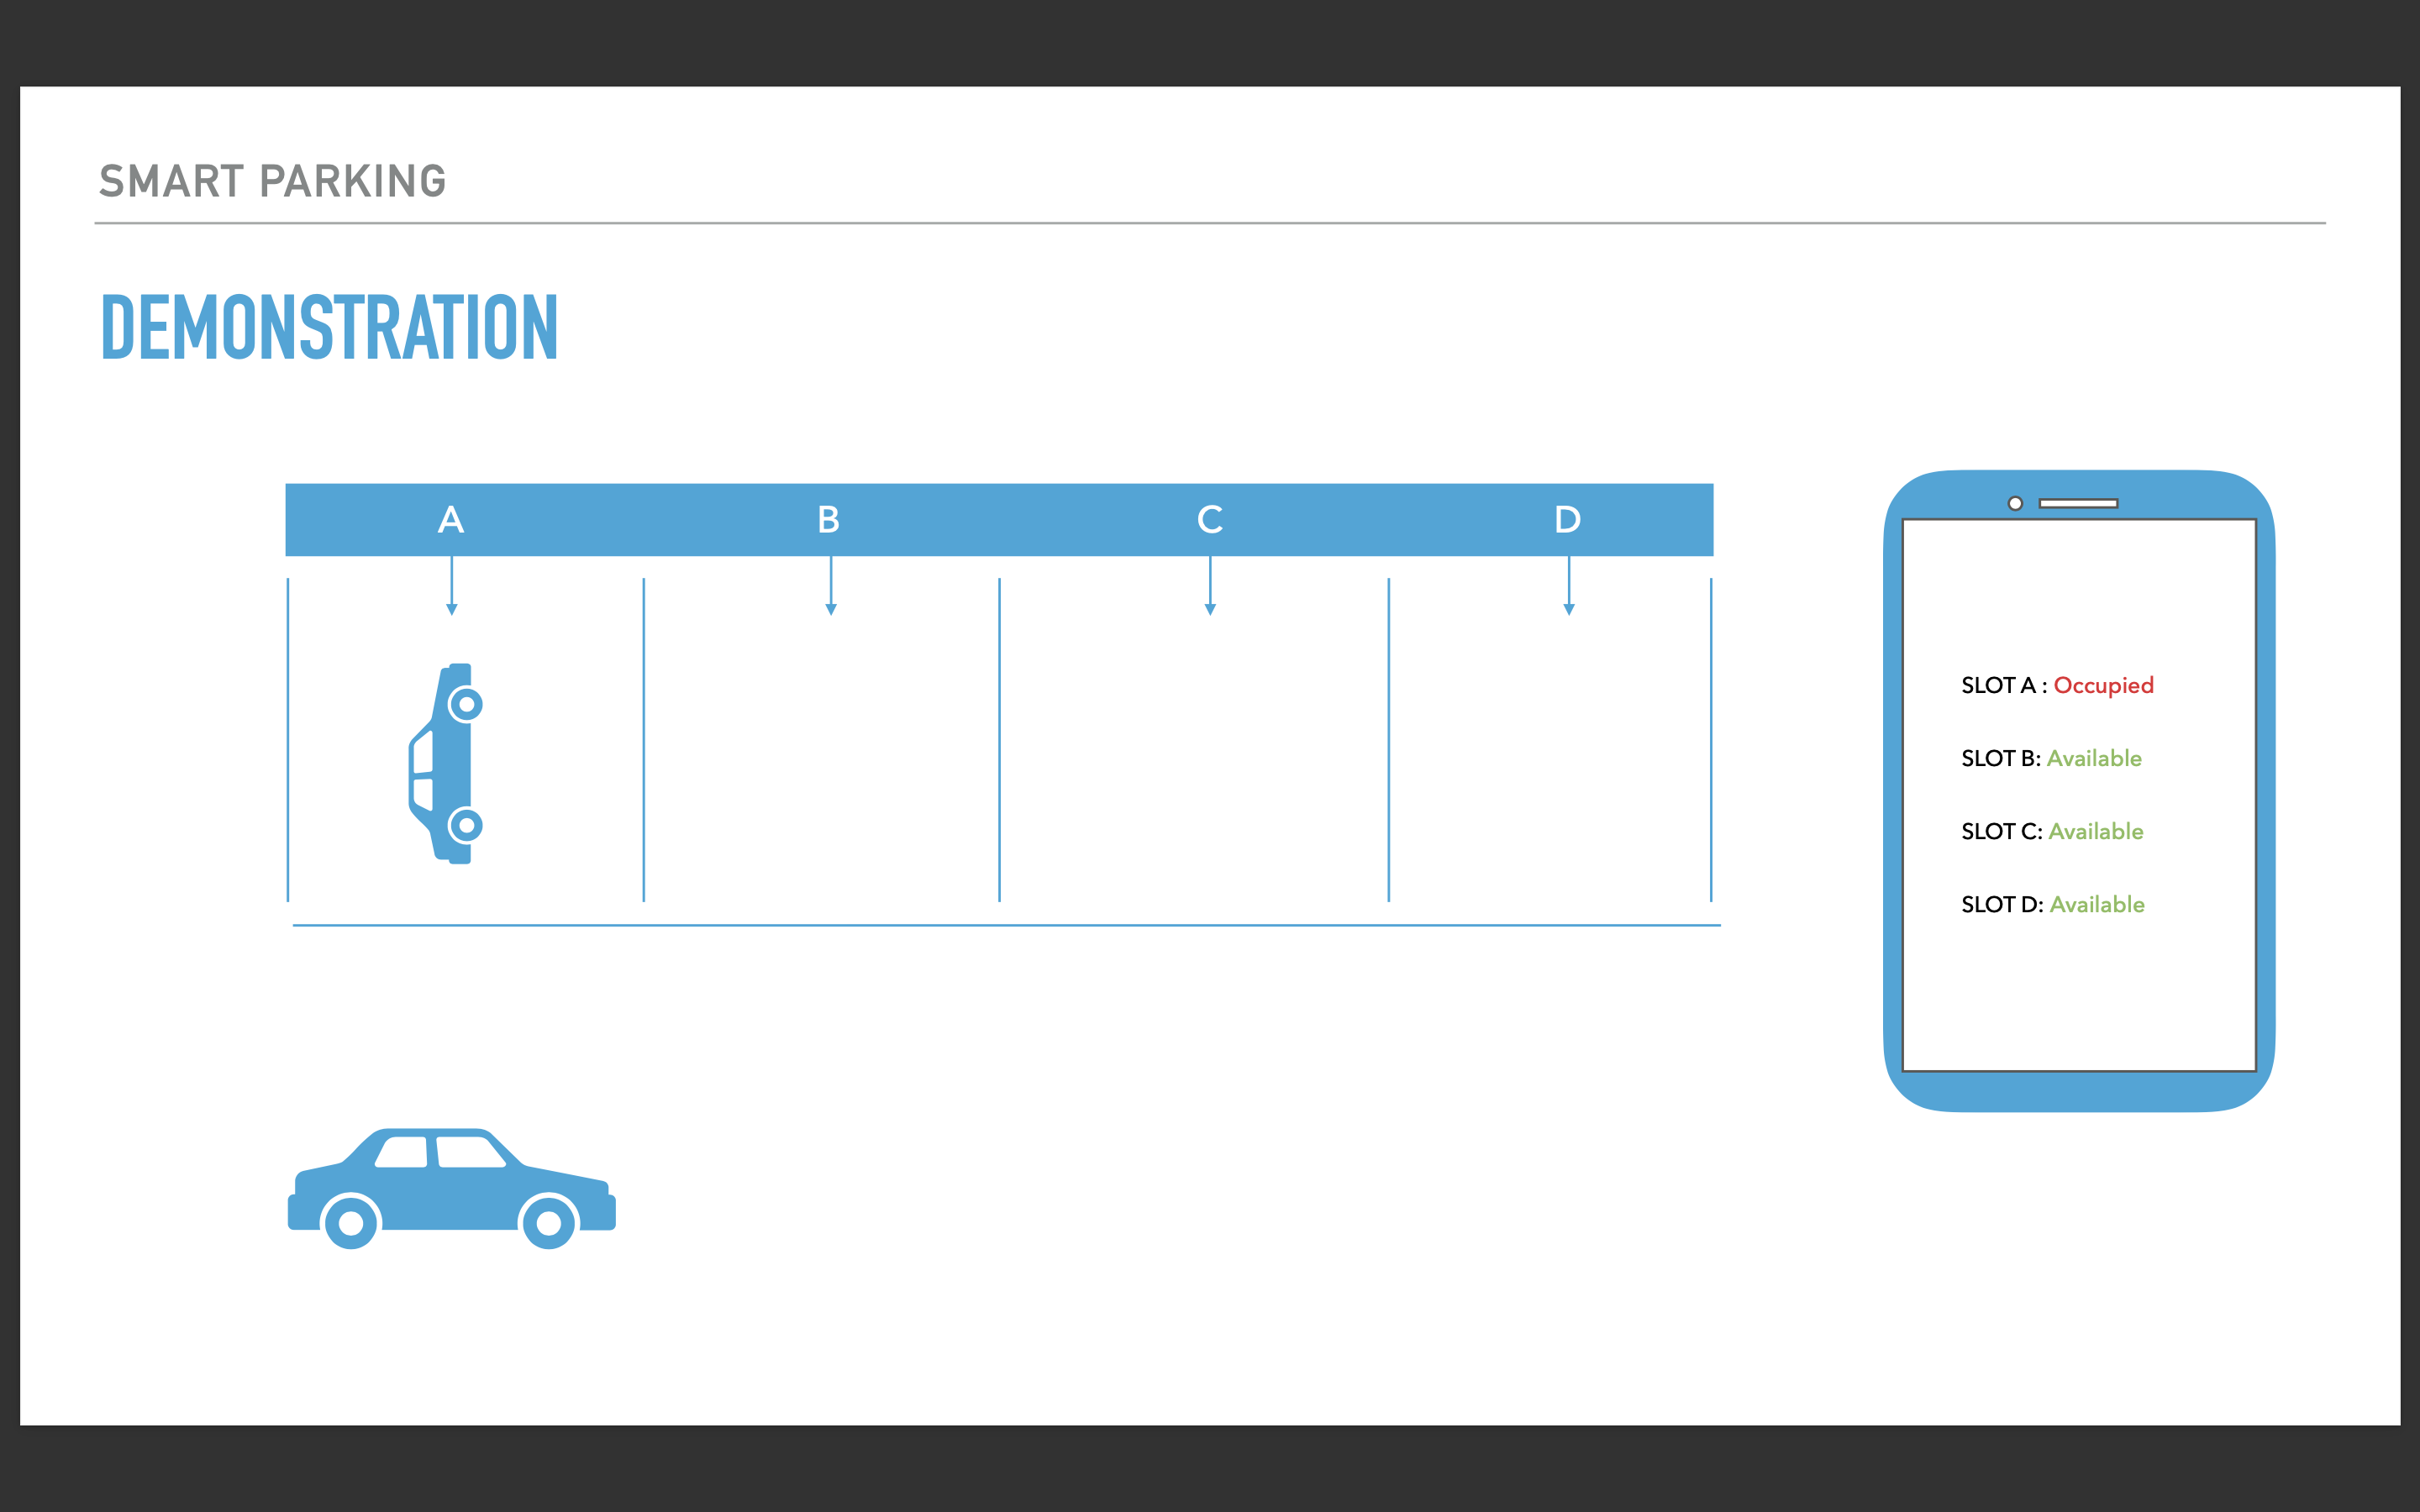 SMART PARKING
DEMONSTRATION
A B C D
SLOT A : Occupied
SLOT B: Available
SLOT C: Available
SLOT D: Available